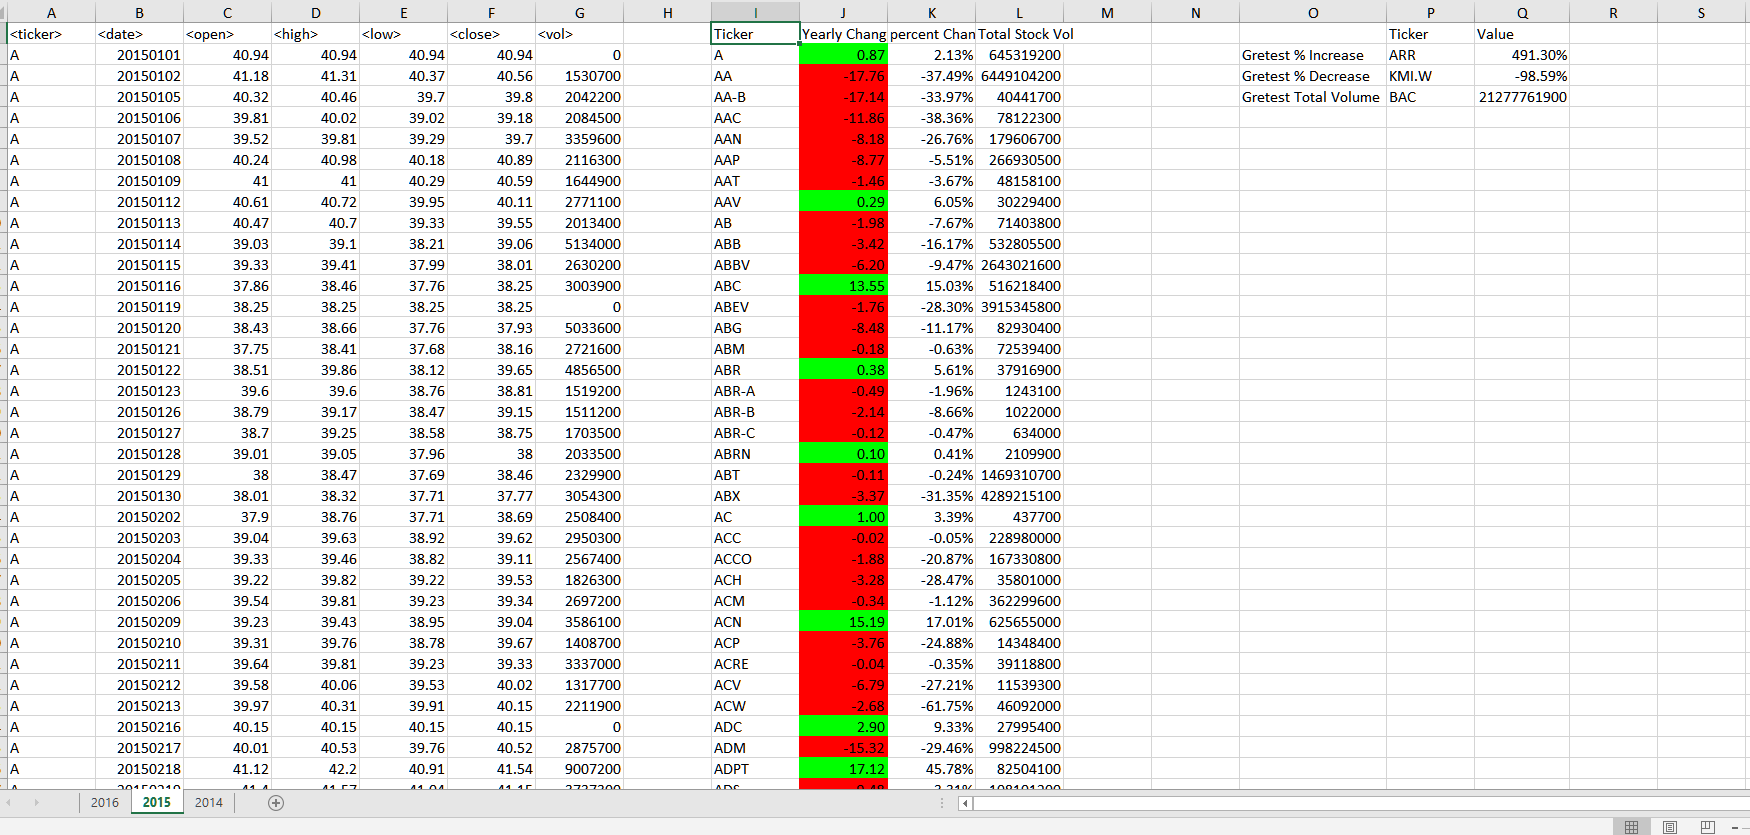 A B C D E F G H I J K L M N O P Q R S
<ticker> <date> <open> <high> <low> <close> <vol> Ticker Yearly Chang percent Chan Total Stock Vol Ticker Value
A 20150101 40.94 40.94 40.94 40.94 0 A 0.87 2.13% 645319200 Gretest % Increase ARR 491.30%
A 20150102 41.18 41.31 40.37 40.56 1530700 AA -17.76 -37.49% 6449104200 Gretest % Decrease KMI.W -98.59%
A 20150105 40.32 40.46 39.7 39.8 2042200 AA-B -17.14 -33.97% 40441700 Gretest Total Volume BAC 21277761900
A 20150106 39.81 40.02 39.02 39.18 2084500 AAC -11.86 -38.36% 78122300
A 20150107 39.52 39.81 39.29 39.7 3359600 AAN -8.18 -26.76% 179606700
A 20150108 40.24 40.98 40.18 40.89 2116300 AAP -8.77 -5.51% 266930500
A 20150109 41 41 40.29 40.59 1644900 AAT -1.46 -3.67% 48158100
A 20150112 40.61 40.72 39.95 40.11 2771100 AAV 0.29 6.05% 30229400
A 20150113 40.47 40.7 39.33 39.55 2013400 AB -1.98 -7.67% 71403800
A 20150114 39.03 39.1 38.21 39.06 5134000 ABB -3.42 -16.17% 532805500
A 20150115 39.33 39.41 37.99 38.01 2630200 ABBV -6.20 -9.47% 2643021600
A 20150116 37.86 38.46 37.76 38.25 3003900 ABC 13.55 15.03% 516218400
A 20150119 38.25 38.25 38.25 38.25 0 ABEV -1.76 -28.30% 3915345800
A 20150120 38.43 38.66 37.76 37.93 5033600 ABG -8.48 -11.17% 82930400
A 20150121 37.75 38.41 37.68 38.16 2721600 ABM -0.18 -0.63% 72539400
A 20150122 38.51 39.86 38.12 39.65 4856500 ABR 0.38 5.61% 37916900
A 20150123 39.6 39.6 38.76 38.81 1519200 ABR-A -0.49 -1.96% 1243100
A 20150126 38.79 39.17 38.47 39.15 1511200 ABR-B -2.14 -8.66% 1022000
A 20150127 38.7 39.25 38.58 38.75 1703500 ABR-C -0.12 -0.47% 634000
A 20150128 39.01 39.05 37.96 38 2033500 ABRN 0.10 0.41% 2109900
A 20150129 38 38.47 37.69 38.46 2329900 ABT -0.11 -0.24% 1469310700
A 20150130 38.01 38.32 37.71 37.77 3054300 ABX -3.37 -31.35% 4289215100
A 20150202 37.9 38.76 37.71 38.69 2508400 AC 1.00 3.39% 437700
A 20150203 39.04 39.63 38.92 39.62 2950300 ACC -0.02 -0.05% 228980000
A 20150204 39.33 39.46 38.82 39.11 2567400 ACCO -1.88 -20.87% 167330800
A 20150205 39.22 39.82 39.22 39.53 1826300 ACH -3.28 -28.47% 35801000
A 20150206 39.54 39.81 39.23 39.34 2697200 ACM -0.34 -1.12% 362299600
A 20150209 39.23 39.43 38.95 39.04 3586100 ACN 15.19 17.01% 625655000
A 20150210 39.31 39.76 38.78 39.67 1408700 ACP -3.76 -24.88% 14348400
A 20150211 39.64 39.81 39.23 39.33 3337000 ACRE -0.04 -0.35% 39118800
A 20150212 39.58 40.06 39.53 40.02 1317700 ACV -6.79 -27.21% 11539300
A 20150213 39.97 40.31 39.91 40.15 2211900 ACW -2.68 -61.75% 46092000
A 20150216 40.15 40.15 40.15 40.15 0 ADC 2.90 9.33% 27995400
A 20150217 40.01 40.53 39.76 40.52 2875700 ADM -15.32 -29.46% 998224500
A 20150218 41.12 42.2 40.91 41.54 9007200 ADPT 17.12 45.78% 82504100
2016 2015 2014